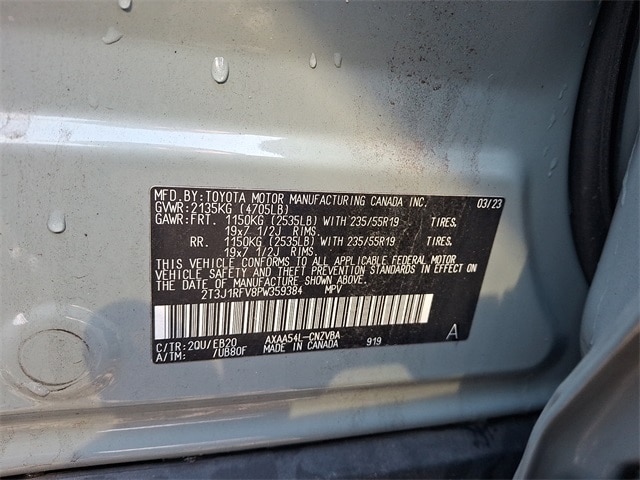 MFD.BY:TOYOTA MOTOR MANUFACTURING CANADA INC. 03/23
GVWR:2135KG (4705LB)
GAWR:FRT. 1150KG (2535LB) WITH 235/55R19 TIRES.
19x7 1/2J RIMS.
RR. 1150KG (2535LB) WITH 235/55R19 TIRES.
19x7 1/2J RIMS.
THIS VEHICLE CONFORMS TO ALL APPLICABLE FEDERAL MOTOR
VEHICLE SAFETY AND THEFT PREVENTION STANDARDS IN EFFECT ON
THE DATE OF MANUFACTURE SHOWN ABOVE.
2T3J1RFV8PW359384 MPV
C/TR:2QU/EB20 AXAA54L-CNZVBA A
A/TM: /UB80F MADE IN CANADA 919